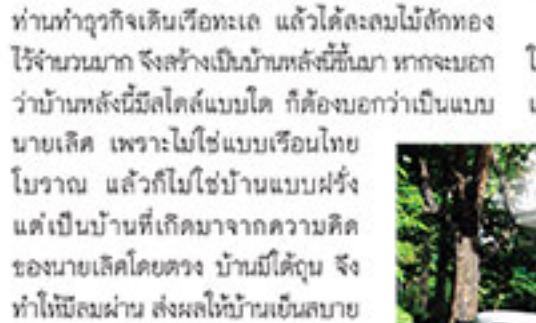 ท่านทำธุรกิจเดินเรือทะเล แล้วได้สะสมไม้สักทอง
ไว้จำนวนมาก จึงสร้างเป็นบ้านหลังนี้ขึ้นมา หากจะบอก
ว่าบ้านหลังนี้มีสไตล์แบบใด ก็ต้องบอกว่าเป็นแบบ
นายเลิศ เพราะไม่ใช่แบบเรือนไทย
โบราณ แล้วก็ไม่ใช่บ้านแบบฝรั่ง
แต่เป็นบ้านที่เกิดมาจากความคิด
ของนายเลิศโดยตรง บ้านมีใต้ถุน จึง
ทำให้มีลมผ่าน ส่งผลให้บ้านเย็นสบาย